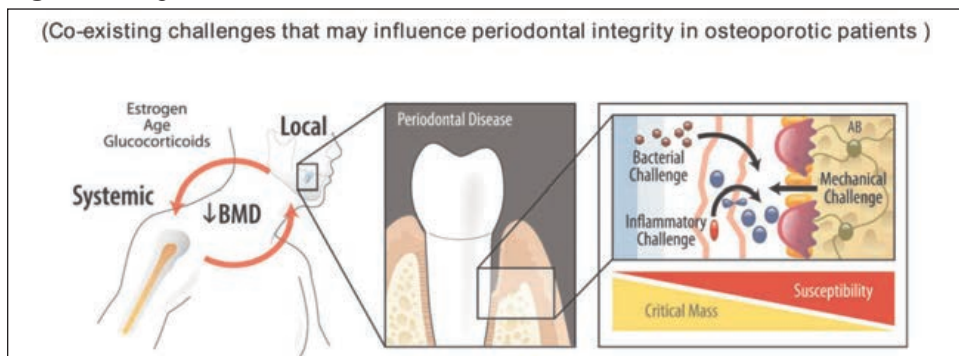 (Co-existing challenges that may influence periodontal integrity in osteoporotic patients )
Estrogen
Age
Glucocorticoids
Local
Systemic
↓BMD
Periodontal Disease
AB
Bacterial
Challenge
Mechanical
Challenge
Inflammatory
Challenge
Susceptibility
Critical Mass